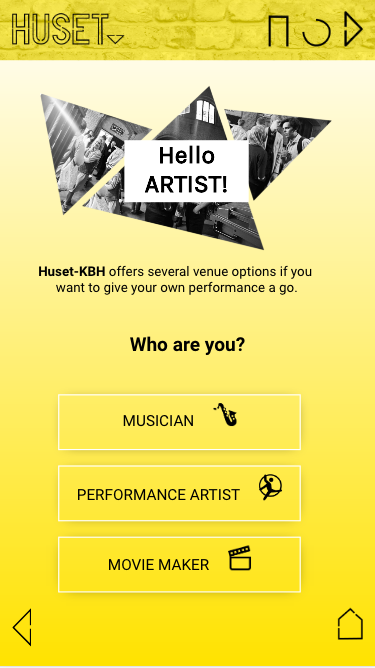 HUSET
Hello
ARTIST!
Huset-KBH offers several venue options if you
want to give your own performance a go.
Who are you?
MUSICIAN
PERFORMANCE ARTIST
MOVIE MAKER